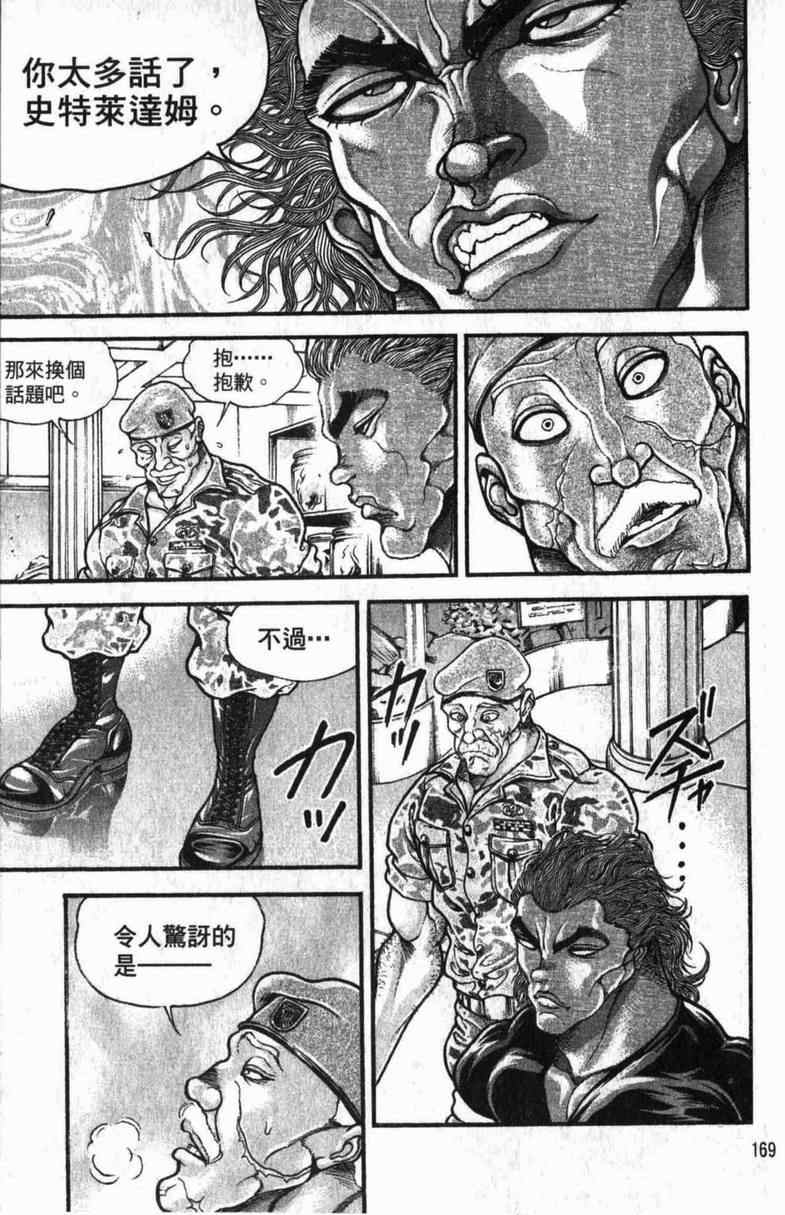 你太多話了，
史特萊達姆。
抱……
抱歉。
那來換個
話題吧。
ズチャ……
カッ
不過…
カッ
令人驚訝的
是———
169